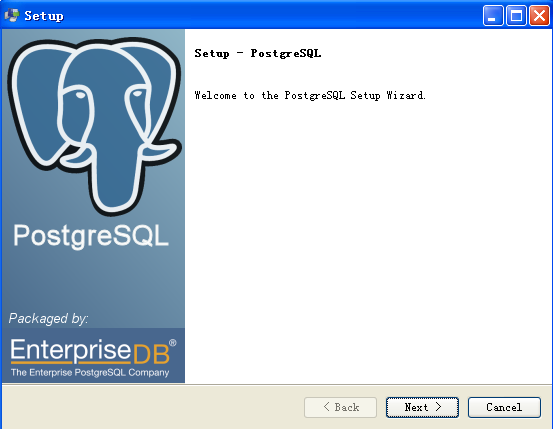 Setup
Setup - PostgreSQL
Welcome to the PostgreSQL Setup Wizard.
PostgreSQL
Packaged by:
EnterpriseDB®
The Enterprise PostgreSQL Company
< Back
Next >
Cancel